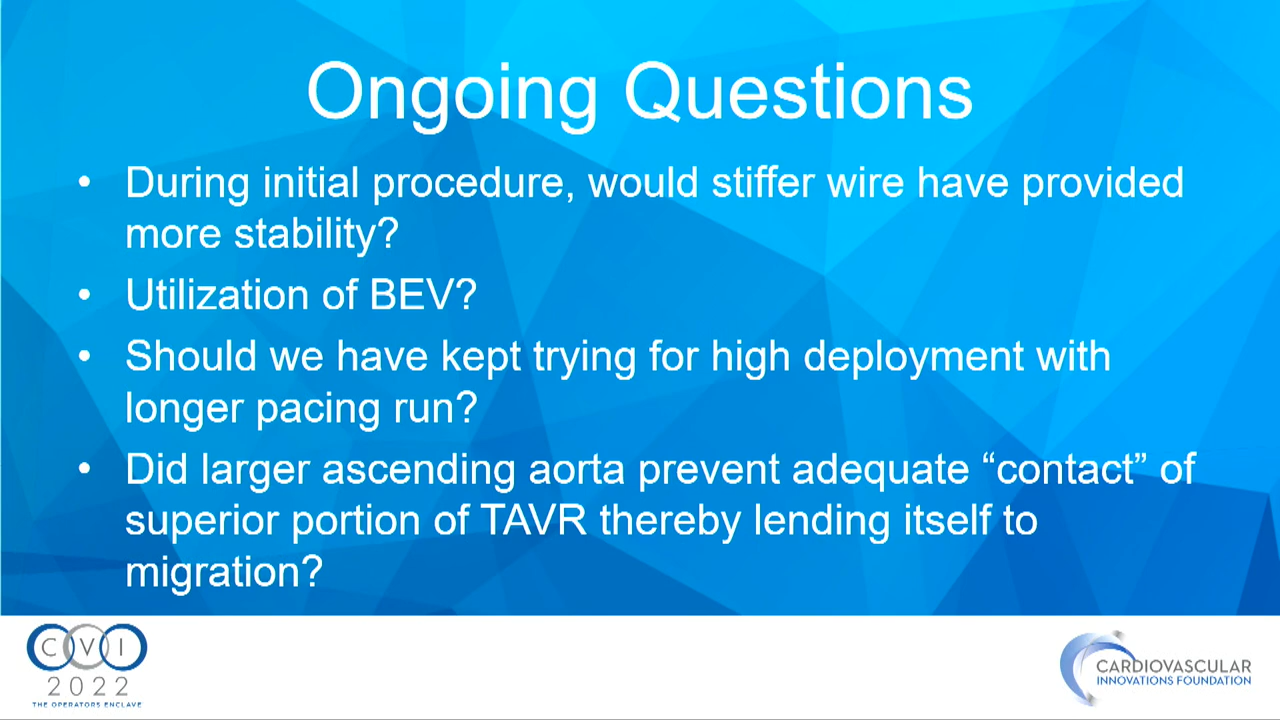 Ongoing Questions
• During initial procedure, would stiffer wire have provided
more stability?
• Utilization of BEV?
• Should we have kept trying for high deployment with
longer pacing run?
• Did larger ascending aorta prevent adequate “contact” of
superior portion of TAVR thereby lending itself to
migration?
CVI
2022
THE OPERATORS ENCLAVE
CARDIOVASCULAR
INNOVATIONS FOUNDATION